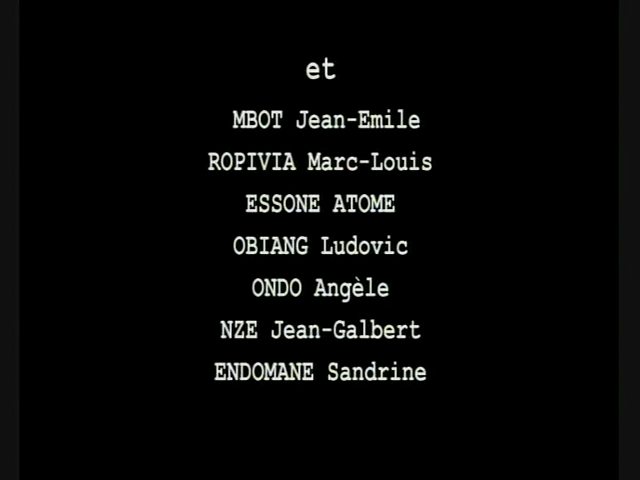 et
MBOT Jean-Emile
ROPIVIA Marc-Louis
ESSONE ATOME
OBIANG Ludovic
ONDO Angèle
NZE Jean-Galbert
ENDOMANE Sandrine